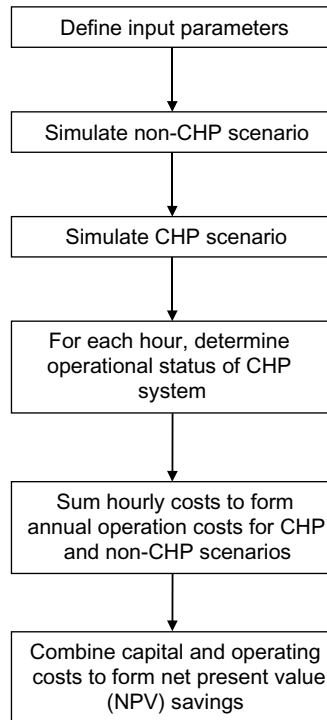 Define input parameters
Simulate non-CHP scenario
Simulate CHP scenario
For each hour, determine
operational status of CHP
system
Sum hourly costs to form
annual operation costs for CHP
and non-CHP scenarios
Combine capital and operating
costs to form net present value
(NPV) savings